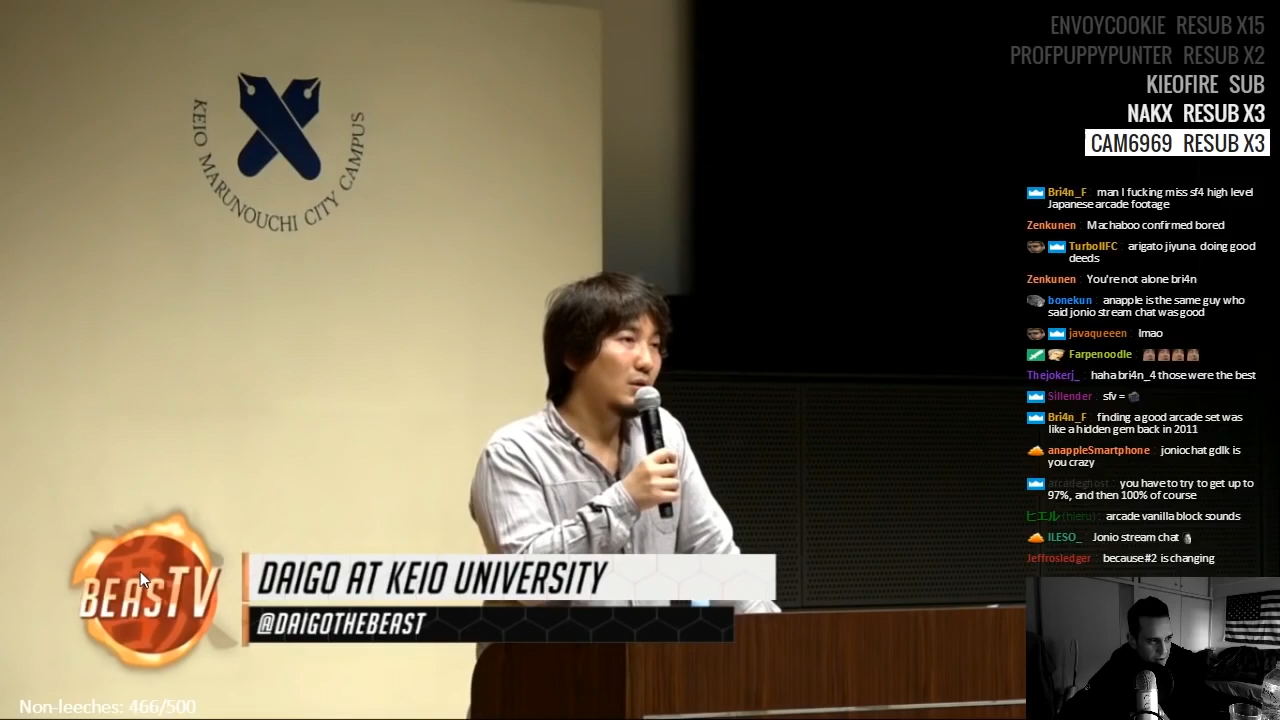 KEIO MARUNOUCHI CITY CAMPUS
BEASTV
DAIGO AT KEIO UNIVERSITY
@DAIGOTHEBEAST
Non-leeches: 466/500
ENVOYCOOKIE RESUB X15
PROFPUPPYPUNTER RESUB X2
KIEOFIRE SUB
NAKX RESUB X3
CAM6969 RESUB X3
Bri4n_F man I fucking miss sf4 high level
Japanese arcade footage
Zenkunen Machaboo confirmed bored
TurboIIFC arigato jiyuna. doing good
deeds
Zenkunen You're not alone bri4n
bonekun anapple is the same guy who
said jonio stream chat was good
javaqueeen lmao
Farpenoodle
Thejokerj_ haha bri4n_4 those were the best
Sillender sfv =
Bri4n_F finding a good arcade set was
like a hidden gem back in 2011
anappleSmartphone joniochat gdlk is
you crazy
arcadeghost you have to try to get up to
97%, and then 100% of course
ヒエル (hieru) arcade vanilla block sounds
ILESO_ Jonio stream chat
Jeffrosledger because #2 is changing